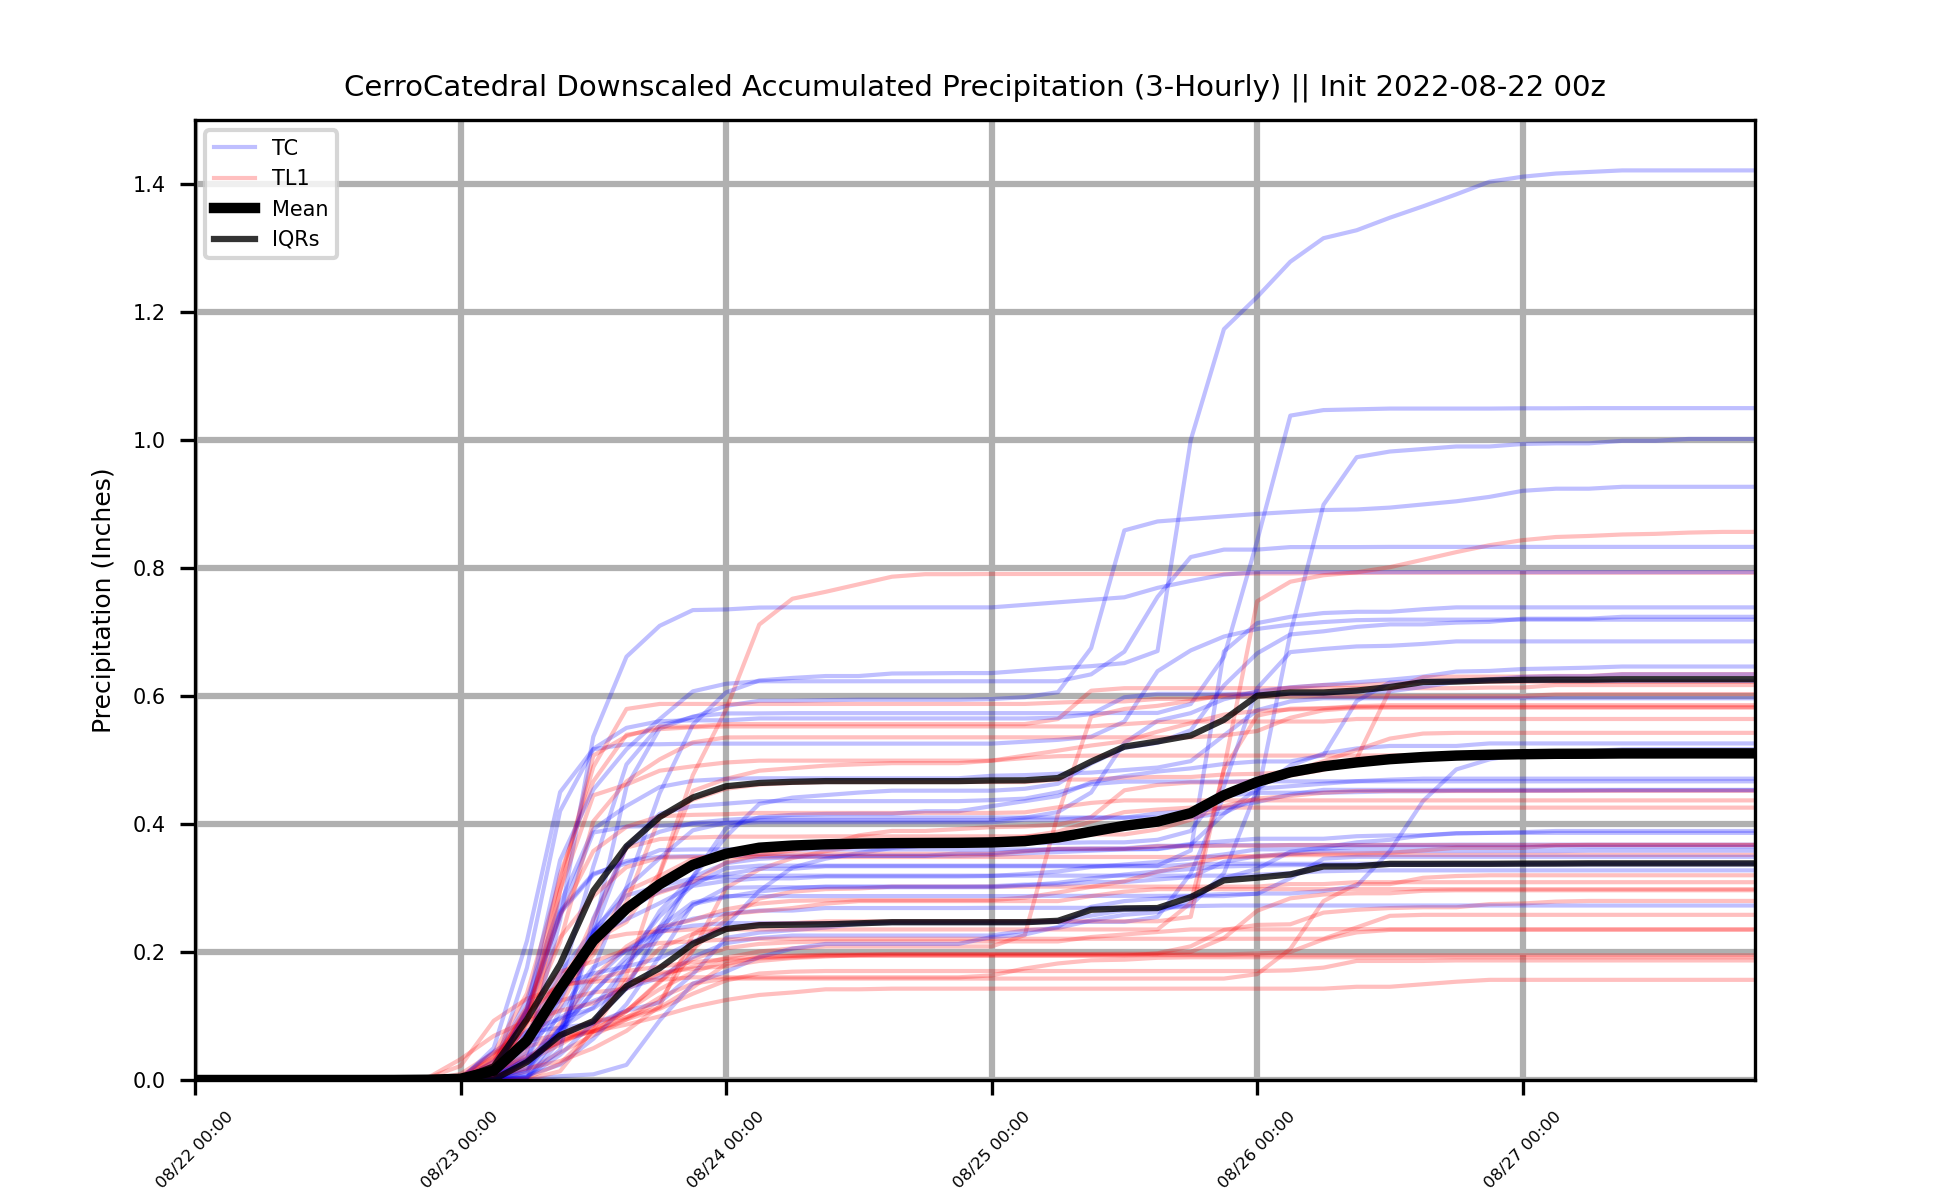 CerroCatedral Downscaled Accumulated Precipitation (3-Hourly) || Init 2022-08-22 00z
TC
TL1
Mean
IQRs
Precipitation (Inches)
1.4
1.2
1.0
0.8
0.6
0.4
0.2
0.0
08/22 00:00
08/23 00:00
08/24 00:00
08/25 00:00
08/26 00:00
08/27 00:00